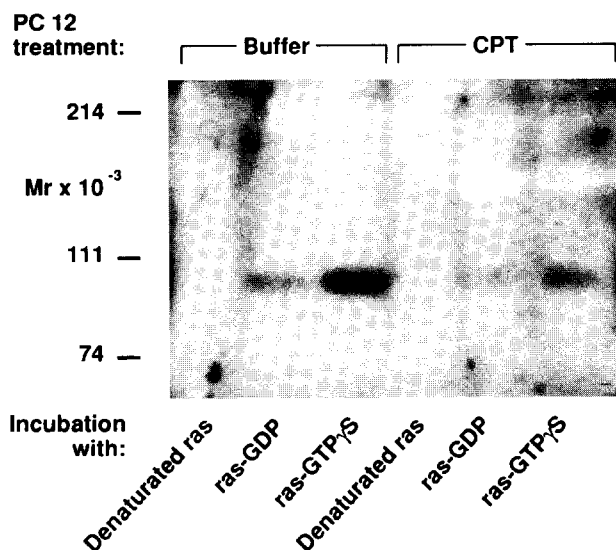 PC 12
treatment:
Buffer
CPT
214
Mr x 10⁻³
111
74
Incubation
with:
Denaturated ras
ras-GDP
ras-GTPγS
Denaturated ras
ras-GDP
ras-GTPγS